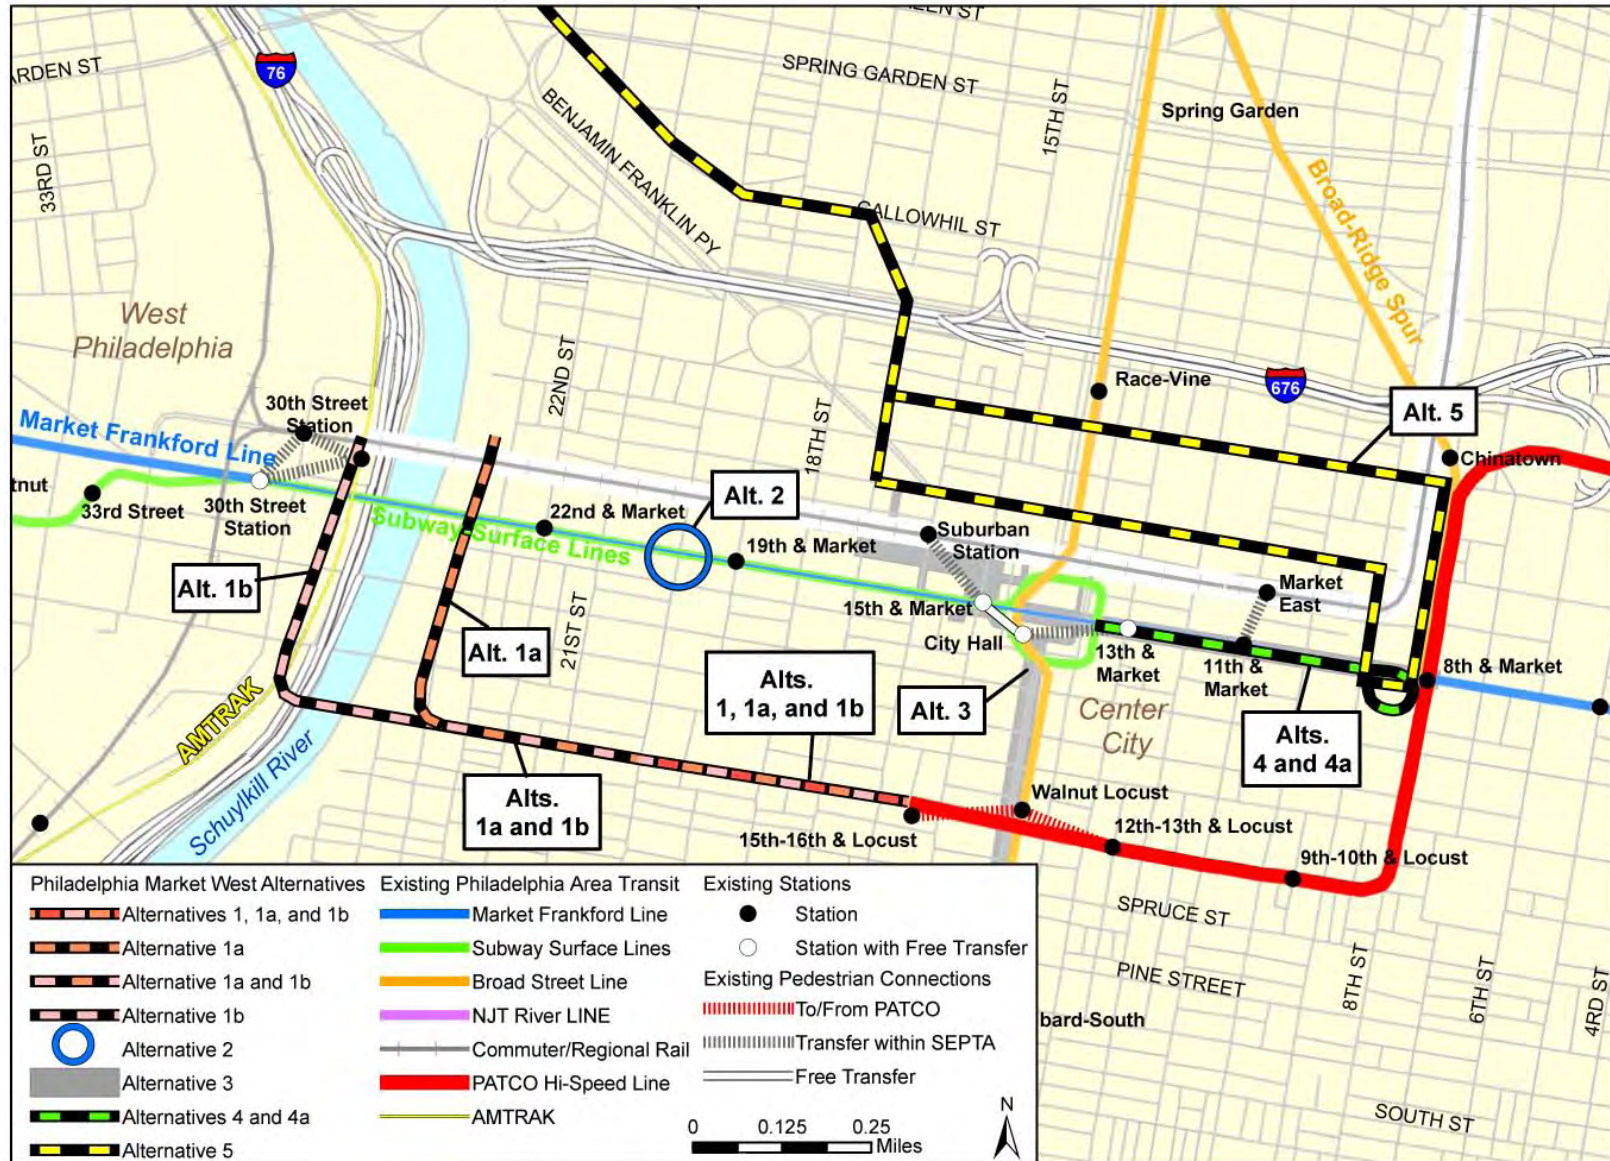 EEN ST
ARDEN ST
76
SPRING GARDEN ST
15TH ST
Spring Garden
33RD ST
BENJAMIN FRANKLIN PY
Broad-Ridge Spur
CALLOWHIL ST
West
Philadelphia
22ND ST
Race-Vine
676
Alt. 5
30th Street
Station
Market Frankford Line
18TH ST
Chinatown
tnut
33rd Street
30th Street
Station
22nd & Market
Alt. 2
Subway-Surface Lines
19th & Market
Suburban
Station
Alt. 1b
15th & Market
Market
East
21ST ST
City Hall
Alt. 1a
13th &
Market
11th &
Market
8th & Market
Alts.
1, 1a, and 1b
Alt. 3
Center
City
AMTRAK
Alts.
4 and 4a
Schuylkill River
Alts.
1a and 1b
Walnut Locust
15th-16th & Locust
12th-13th & Locust
9th-10th & Locust
SPRUCE ST
PINE STREET
8TH ST
6TH ST
4RD ST
bard-South
SOUTH ST
Philadelphia Market West Alternatives
Alternatives 1, 1a, and 1b
Alternative 1a
Alternatives 1a and 1b
Alternative 1b
Alternative 2
Alternative 3
Alternatives 4 and 4a
Alternative 5
Existing Philadelphia Area Transit
Market Frankford Line
Subway Surface Lines
Broad Street Line
NJT River LINE
Commuter/Regional Rail
PATCO Hi-Speed Line
AMTRAK
Existing Stations
Station
Station with Free Transfer
Existing Pedestrian Connections
To/From PATCO
Transfer within SEPTA
Free Transfer
0 0.125 0.25
Miles
N